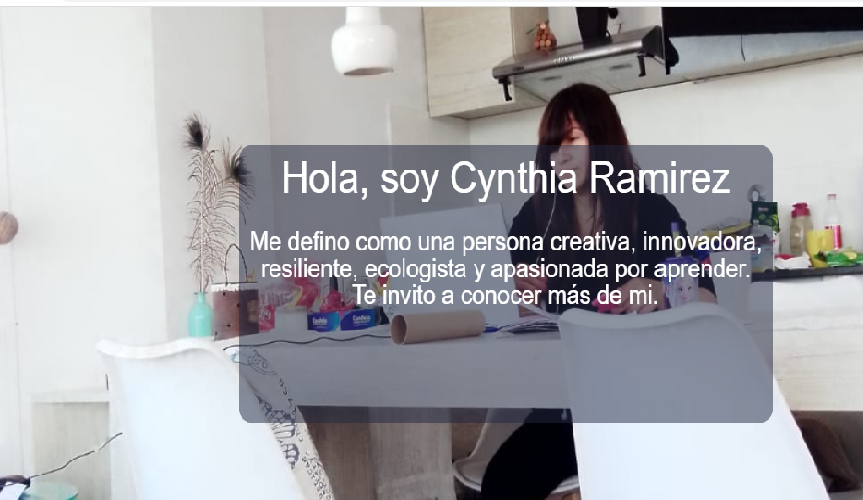 Hola, soy Cynthia Ramirez
Me defino como una persona creativa, innovadora,
resiliente, ecologista y apasionada por aprender.
Te invito a conocer más de mi.